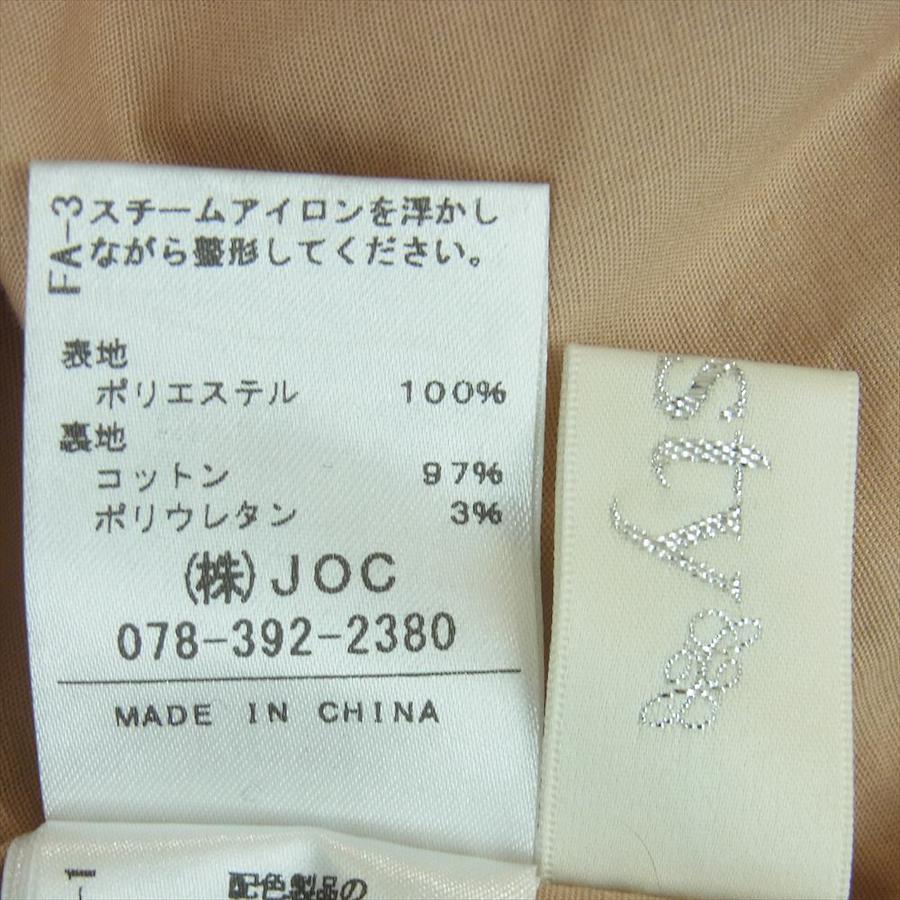 FA-3
スチームアイロンを浮かし
ながら整形してください。
表地
ポリエステル 100%
裏地
コットン 97%
ポリウレタン 3%
(株)JOC
078-392-2380
MADE IN CHINA
sty
配色製品の